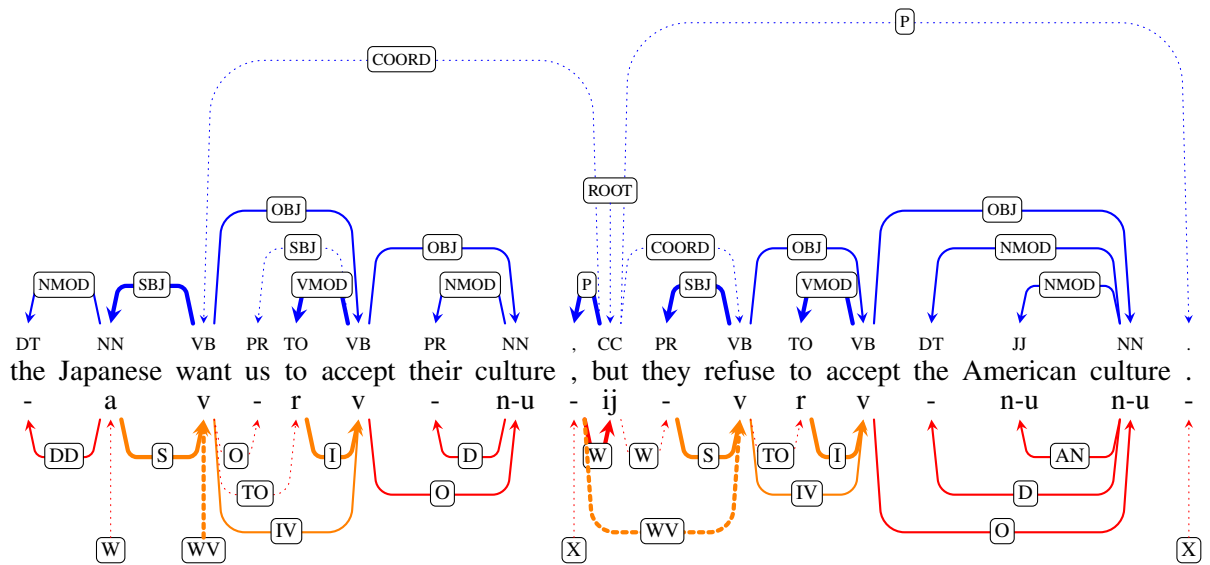 P
COORD
ROOT
OBJ OBJ
SBJ OBJ COORD OBJ NMOD
NMOD SBJ VMOD NMOD P SBJ VMOD NMOD
DT NN VB PR TO VB PR NN , CC PR VB TO VB DT JJ NN .
the Japanese want us to accept their culture , but they refuse to accept the American culture .
- a v - r v - n-u - ij - v r v - n-u n-u -
DD S O I D W W S TO I AN
TO O IV D
IV WV O
W WV X X